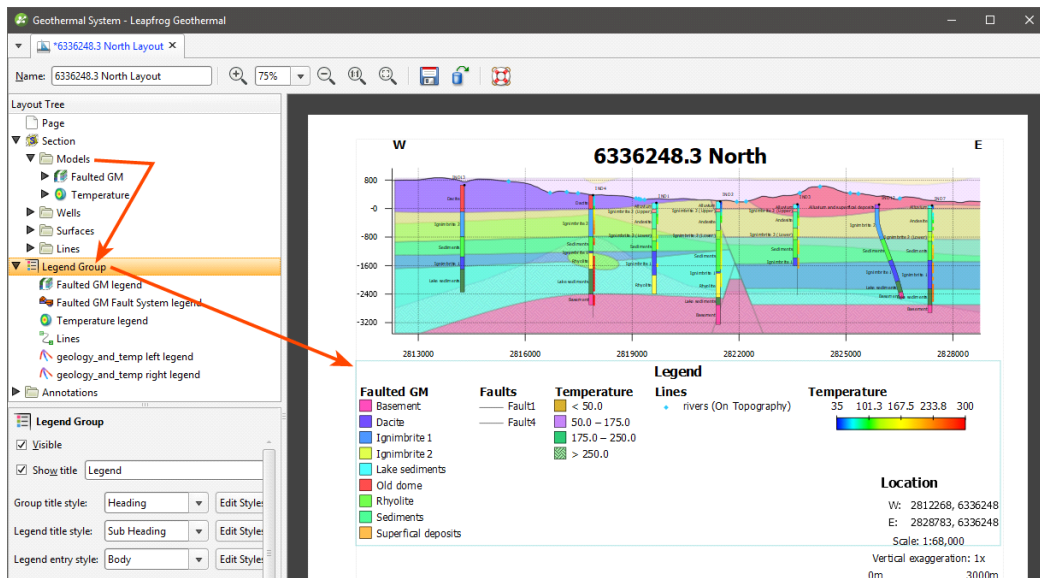 Geothermal System - Leapfrog Geothermal
*6336248.3 North Layout
Name: 6336248.3 North Layout 75%
Layout Tree
Page
Section
Models
Faulted GM
Temperature
Wells
Surfaces
Lines
Legend Group
Faulted GM legend
Faulted GM Fault System legend
Temperature legend
Lines
geology_and_temp left legend
geology_and_temp right legend
Annotations
Legend Group
Visible
Show title Legend
Group title style: Heading Edit Styles
Legend title style: Sub Heading Edit Styles
Legend entry style: Body Edit Styles
W E
6336248.3 North
800
-0
-800
-1600
-2400
-3200
2813000 2816000 2819000 2822000 2825000 2828000
Legend
Faulted GM Faults Temperature Lines Temperature
Basement Fault1 < 50.0 rivers (On Topography) 35 101.3 167.5 233.8 300
Dacite Fault4 50.0 – 175.0
Ignimbrite 1 175.0 – 250.0
Ignimbrite 2 > 250.0
Lake sediments
Old dome
Rhyolite
Sediments
Superfical deposits
Location
W: 2812268, 6336248
E: 2828783, 6336248
Scale: 1:68,000
Vertical exaggeration: 1x
0m 3000m